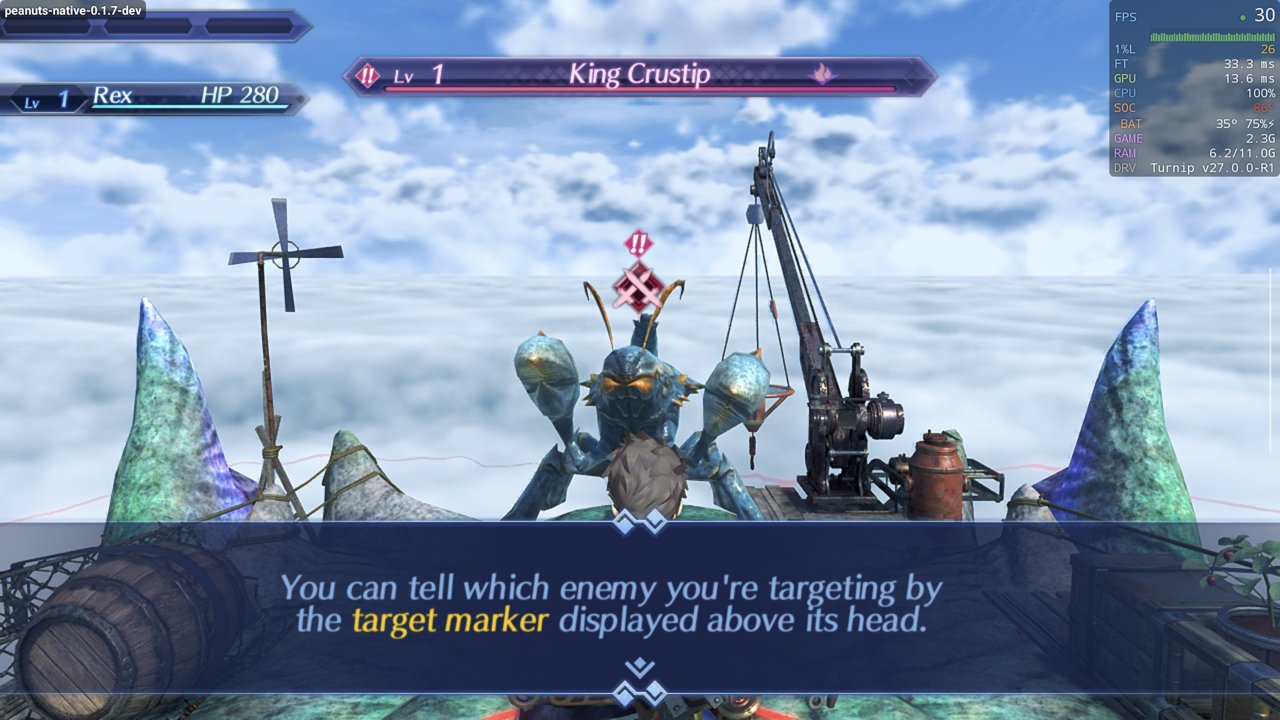 peanuts-native-0.1.7-dev
FPS 30
1%L 26
FT 33.3 ms
GPU 13.6 ms
CPU 100%
SOC 86°
BAT 35° 75%⚡
GAME 2.3G
RAM 6.2/11.0G
DRV Turnip v27.0.0-R1
!! Lv 1 King Crustip
Lv 1 Rex HP 280
!!
You can tell which enemy you're targeting by
the target marker displayed above its head.